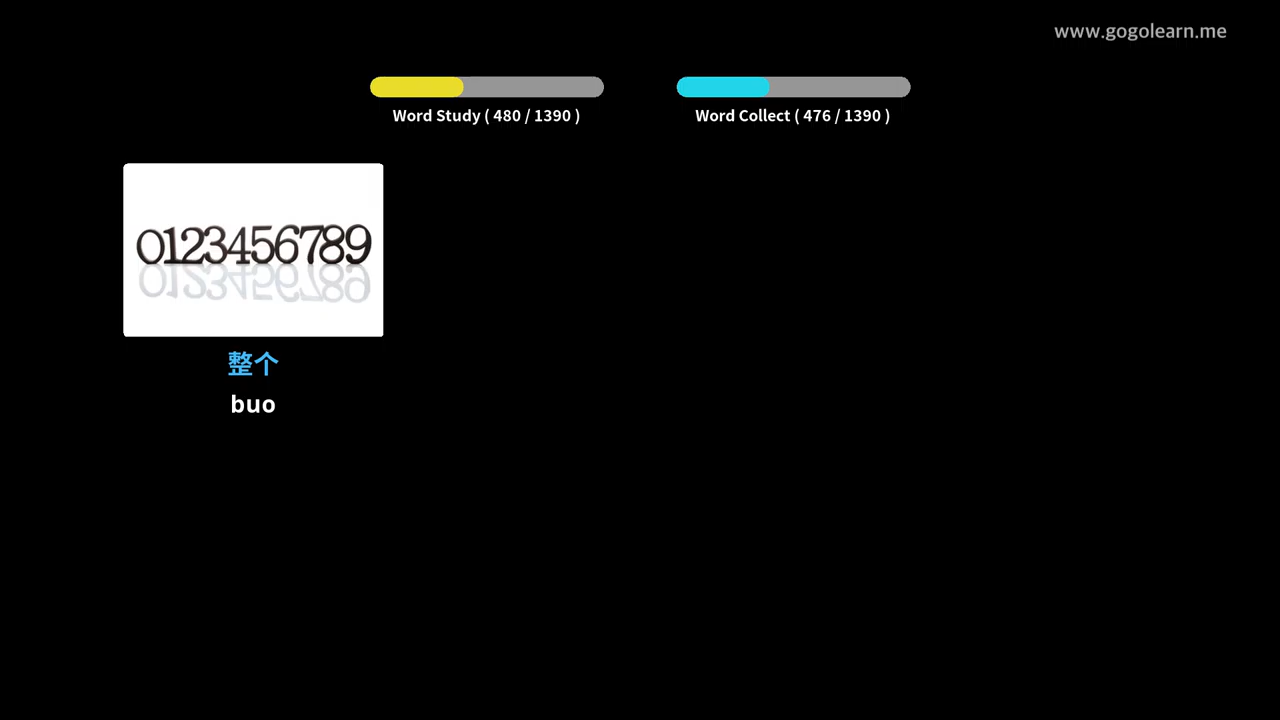 www.gogolearn.me
Word Study ( 480 / 1390 )
Word Collect ( 476 / 1390 )
0123456789
整个
buo